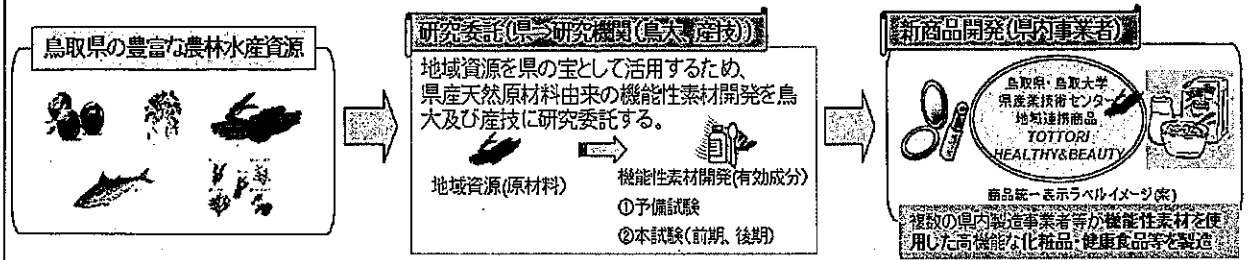 鳥取県の豊富な農林水産資源
研究委託(県⇒研究機関(鳥大・産技))
地域資源を県の宝として活用するため、
県産天然原材料由来の機能性素材開発を鳥
大及び産技に研究委託する。
地域資源(原材料)
機能性素材開発(有効成分)
①予備試験
②本試験(前期、後期)
新商品開発(県内事業者)
鳥取県・鳥取大学
県産業技術センター
地域連携商品
TOTTORI
HEALTHY&BEAUTY
商品統一表示ラベルイメージ(案)
複数の県内製造事業者等が機能性素材を使
用した高機能な化粧品・健康食品等を製造